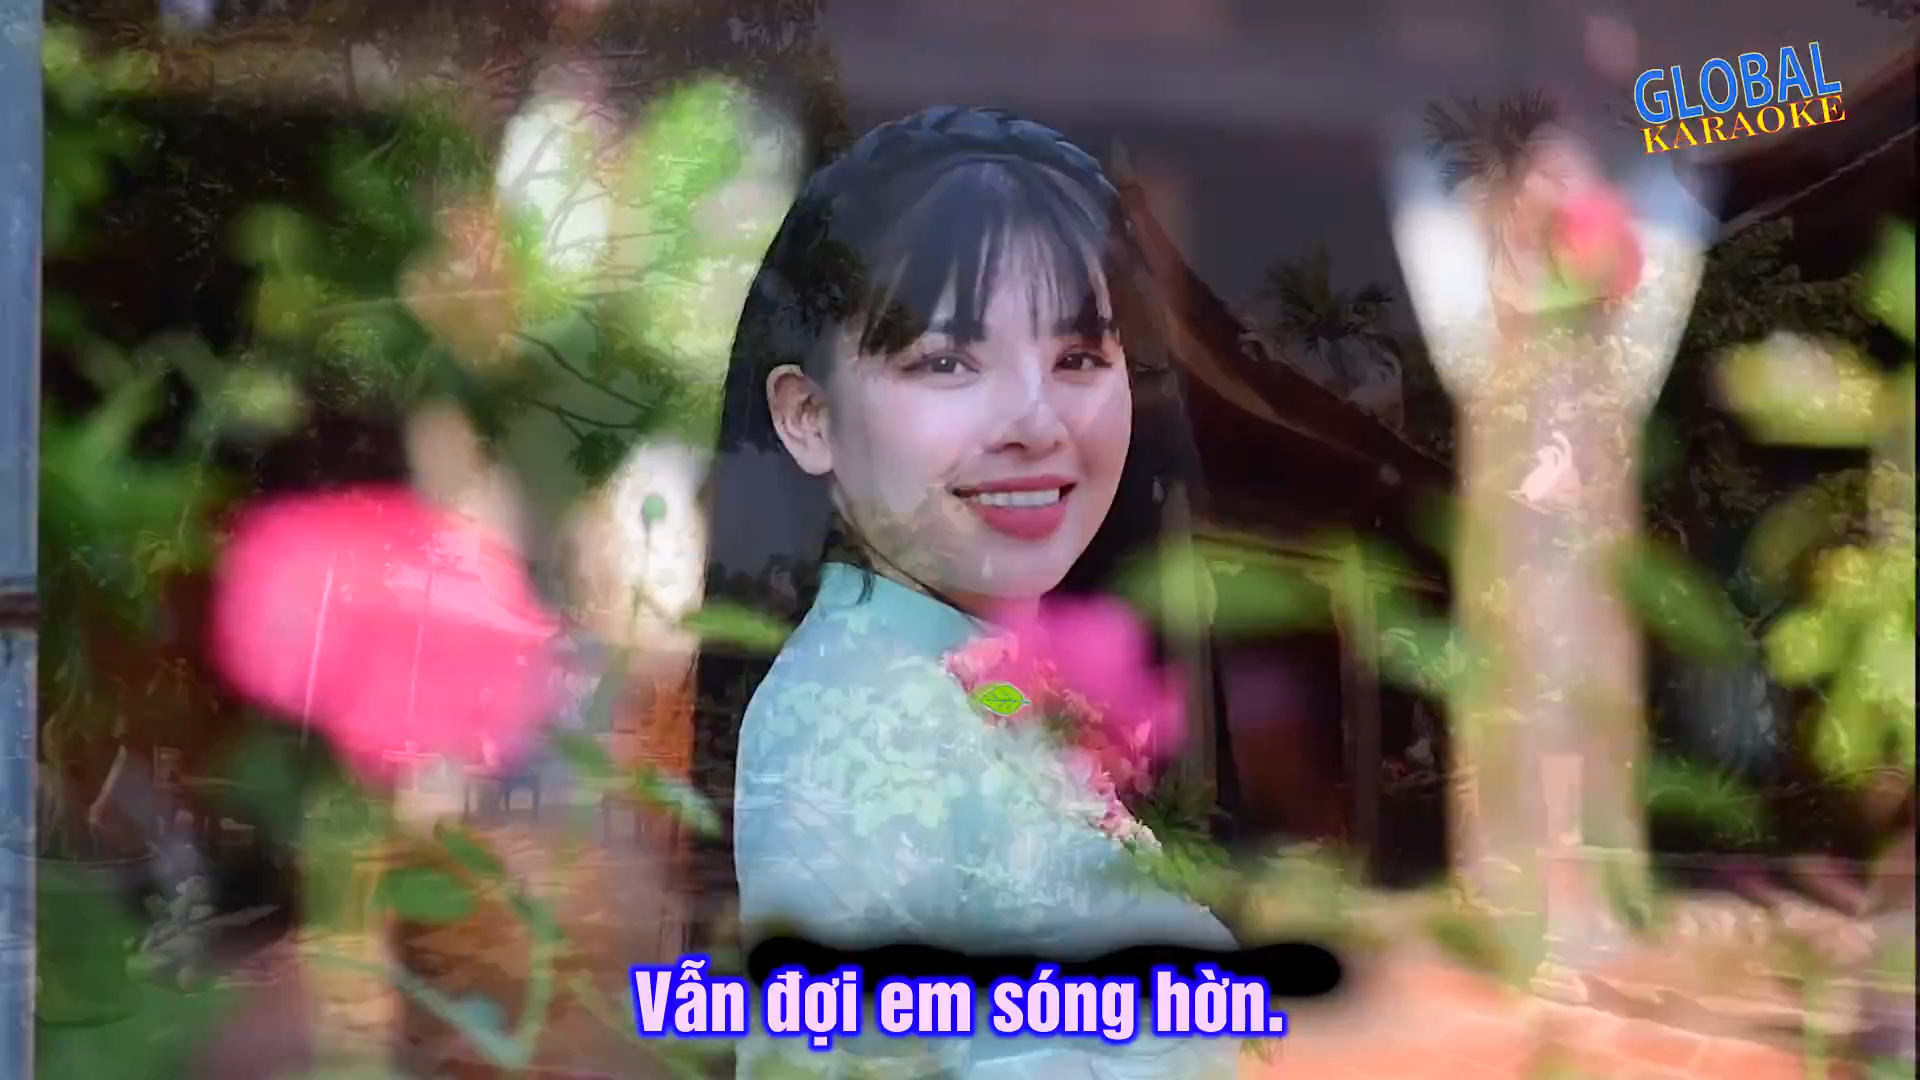 GLOBAL
KARAOKE
Vẫn đợi em sóng hờn.